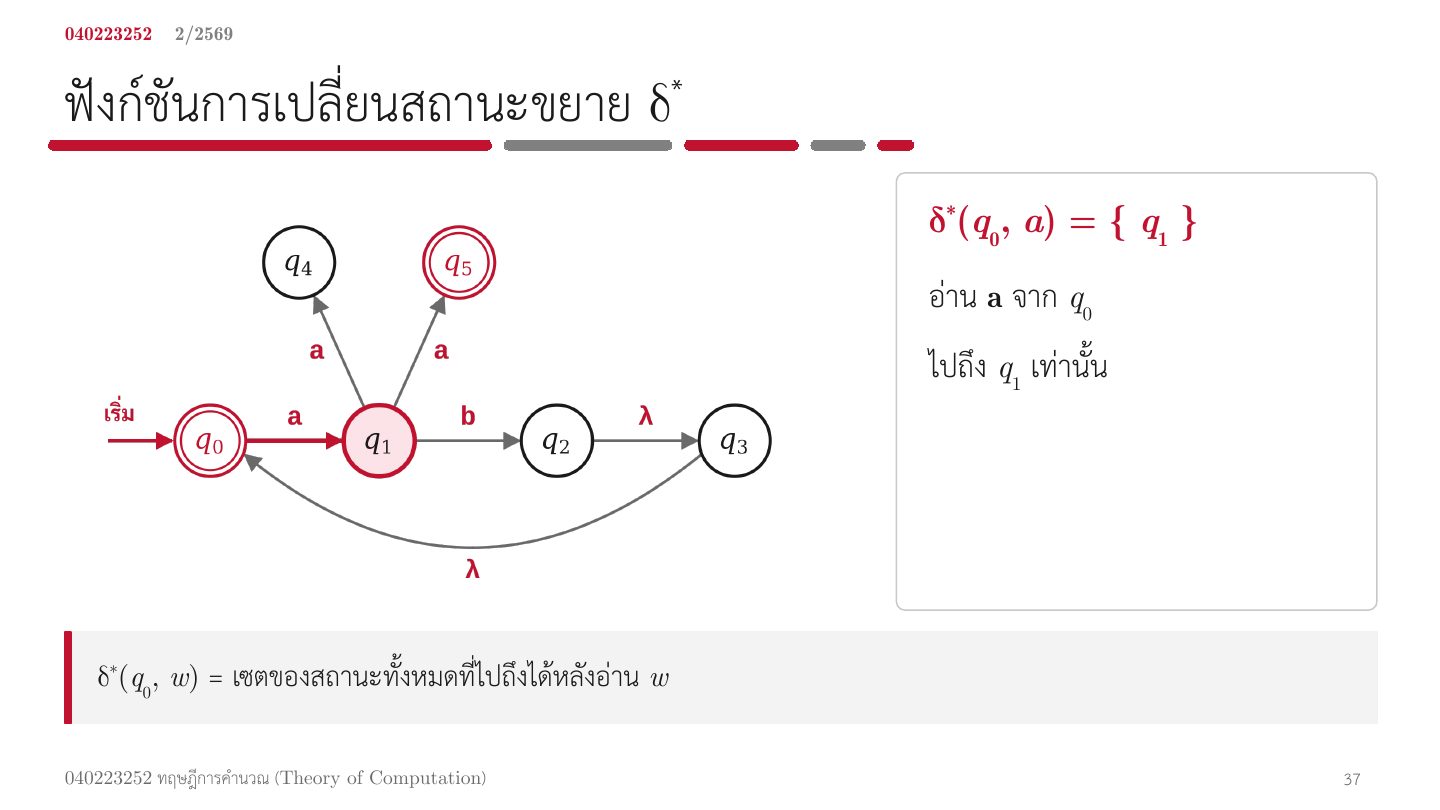 040223252 2/2569
ฟังก์ชันการเปลี่ยนสถานะขยาย δ*
q4
q5
a
a
เริ่ม
a
b
λ
q0
q1
q2
q3
λ
δ*(q0, a) = { q1 }
อ่าน a จาก q0
ไปถึง q1 เท่านั้น
δ*(q0, w) = เซตของสถานะทั้งหมดที่ไปถึงได้หลังอ่าน w
040223252 ทฤษฎีการคำนวณ (Theory of Computation)
37